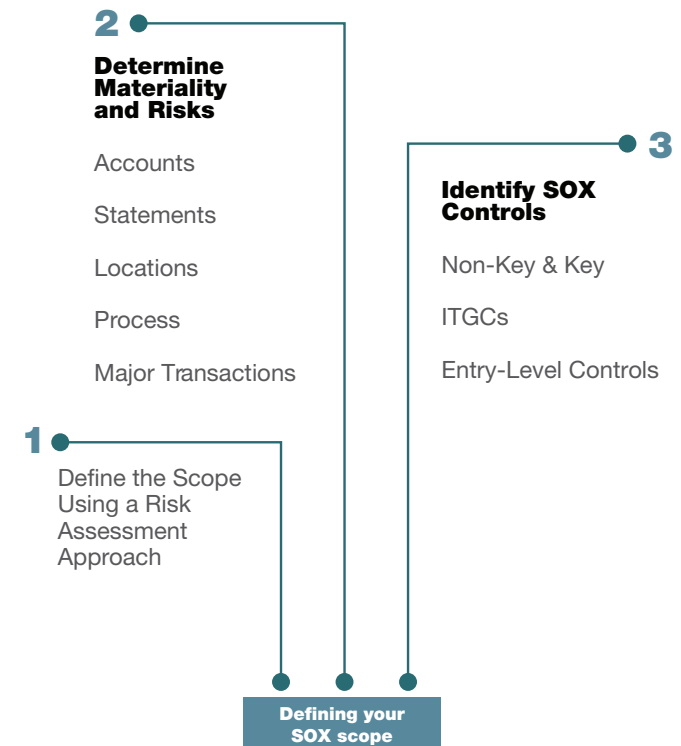 2
Determine
Materiality
and Risks
Accounts
Statements
Locations
Process
Major Transactions
3
Identify SOX
Controls
Non-Key & Key
ITGCs
Entry-Level Controls
1
Define the Scope
Using a Risk
Assessment
Approach
Defining your
SOX scope